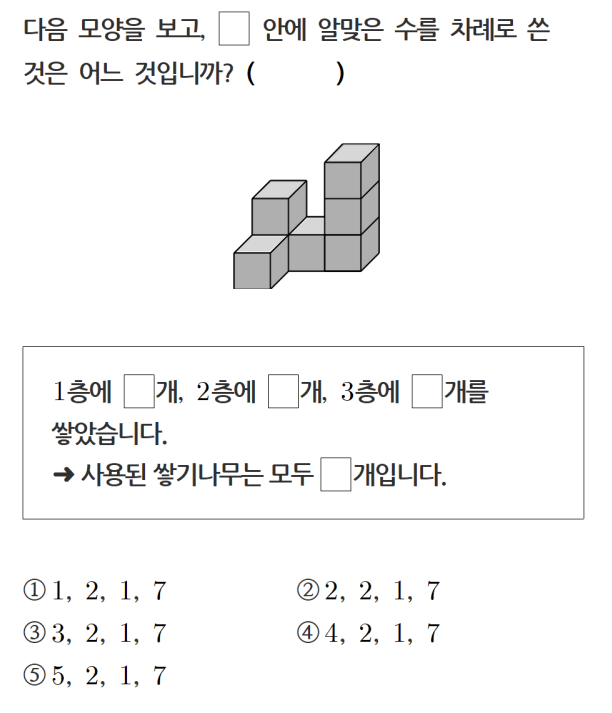 다음 모양을 보고, □ 안에 알맞은 수를 차례로 쓴
것은 어느 것입니까? (　　)
1층에 □개, 2층에 □개, 3층에 □개를
쌓았습니다.
➜ 사용된 쌓기나무는 모두 □개입니다.
① 1, 2, 1, 7 ② 2, 2, 1, 7
③ 3, 2, 1, 7 ④ 4, 2, 1, 7
⑤ 5, 2, 1, 7